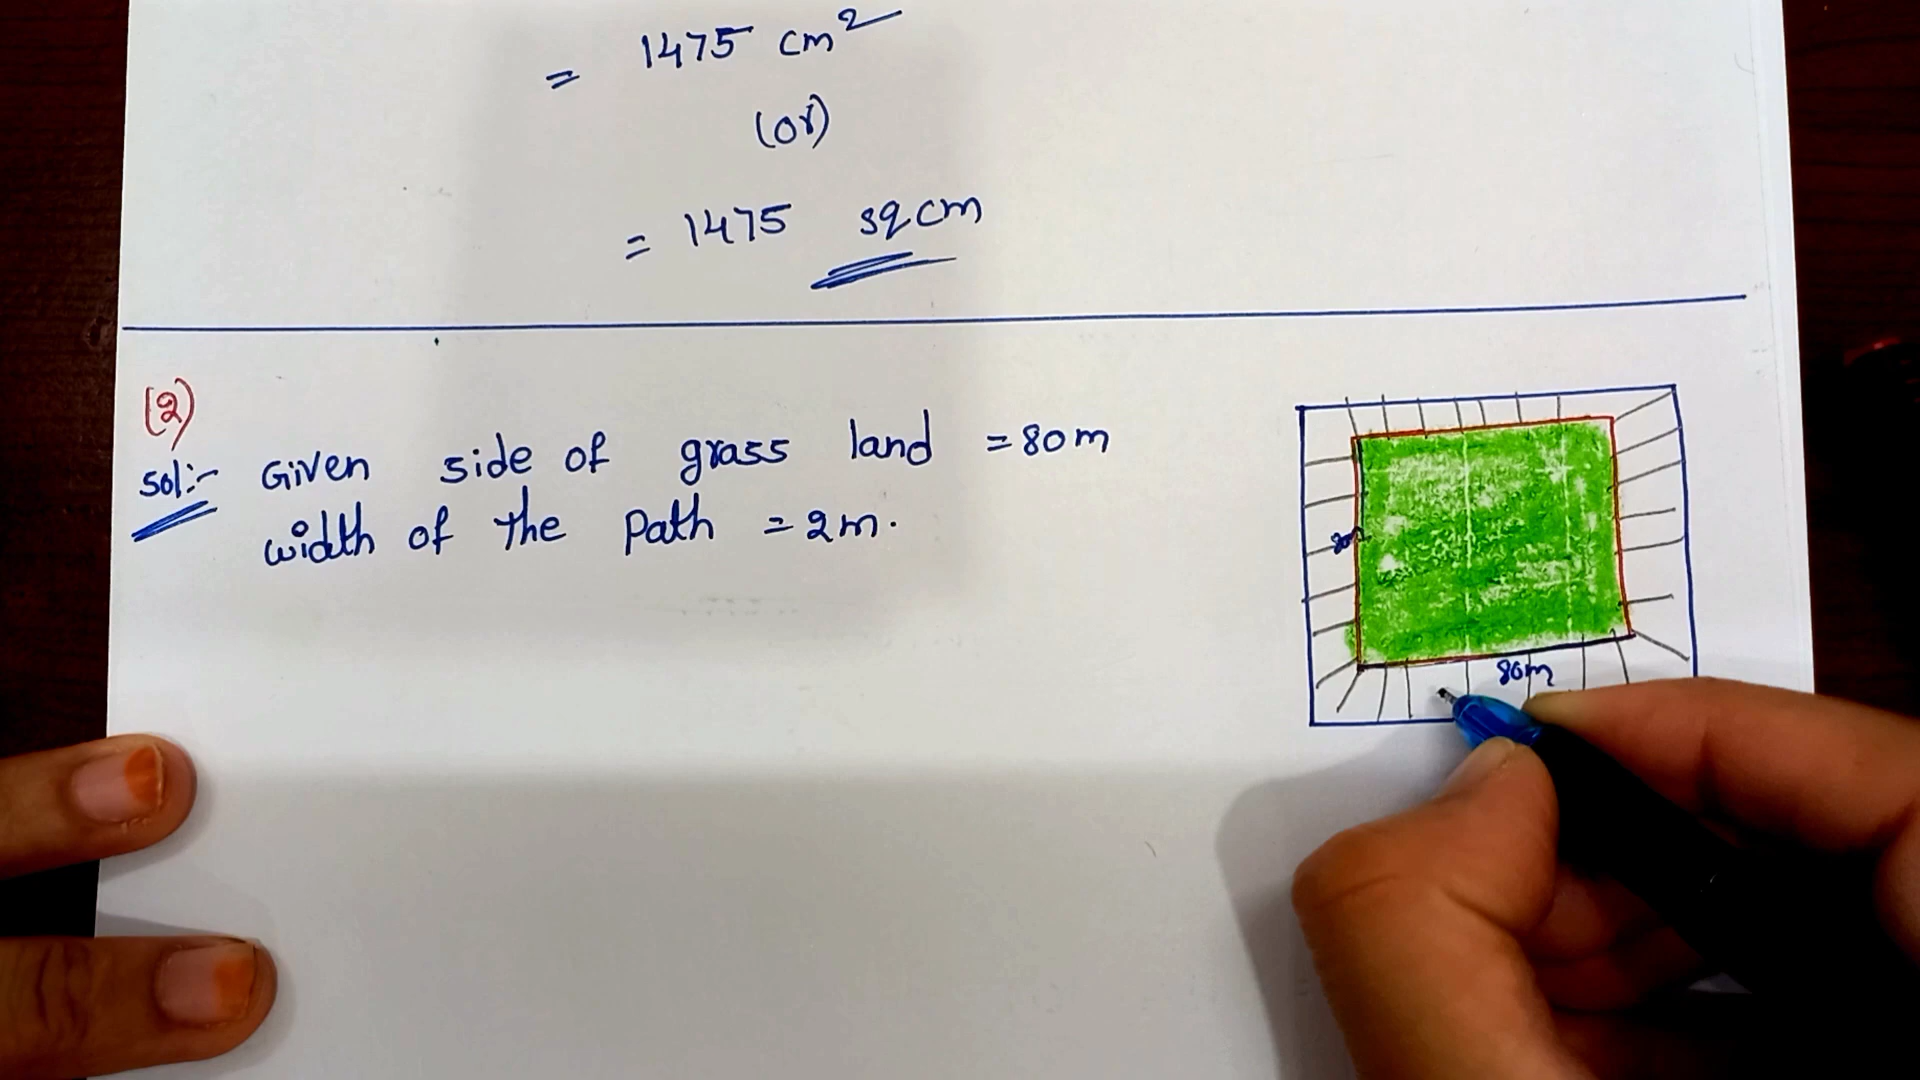 = 1475 cm²
(or)
= 1475 sq cm
(2)
Sol:- Given side of grass land = 80m
width of the path = 2m.
80m
80m